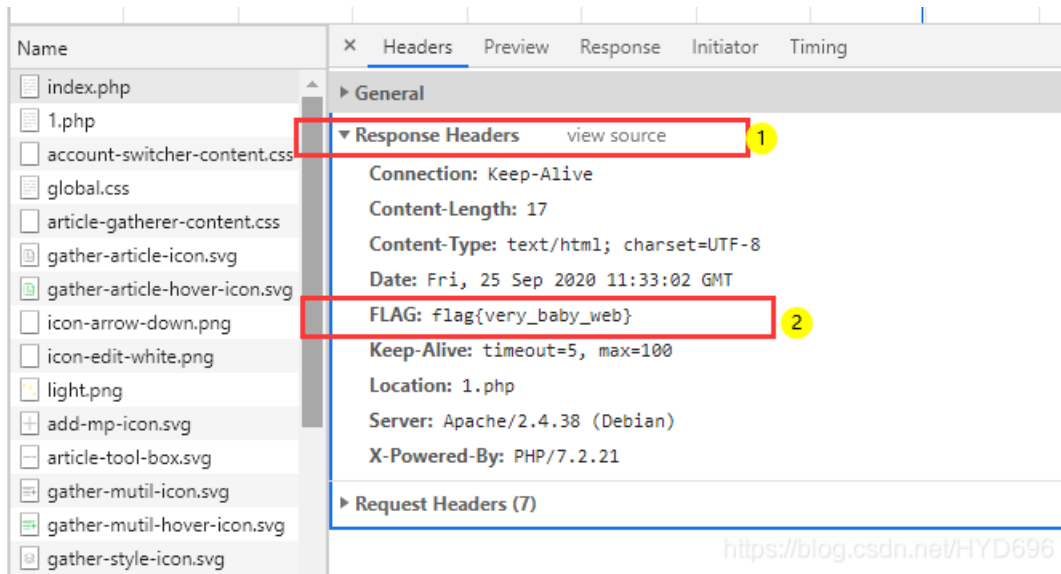 Name
index.php
1.php
account-switcher-content.css
global.css
article-gatherer-content.css
gather-article-icon.svg
gather-article-hover-icon.svg
icon-arrow-down.png
icon-edit-white.png
light.png
add-mp-icon.svg
article-tool-box.svg
gather-mutil-icon.svg
gather-mutil-hover-icon.svg
gather-style-icon.svg
× Headers Preview Response Initiator Timing
General
Response Headers view source 1
Connection: Keep-Alive
Content-Length: 17
Content-Type: text/html; charset=UTF-8
Date: Fri, 25 Sep 2020 11:33:02 GMT
FLAG: flag{very_baby_web} 2
Keep-Alive: timeout=5, max=100
Location: 1.php
Server: Apache/2.4.38 (Debian)
X-Powered-By: PHP/7.2.21
Request Headers (7)
https://blog.csdn.net/HYD696